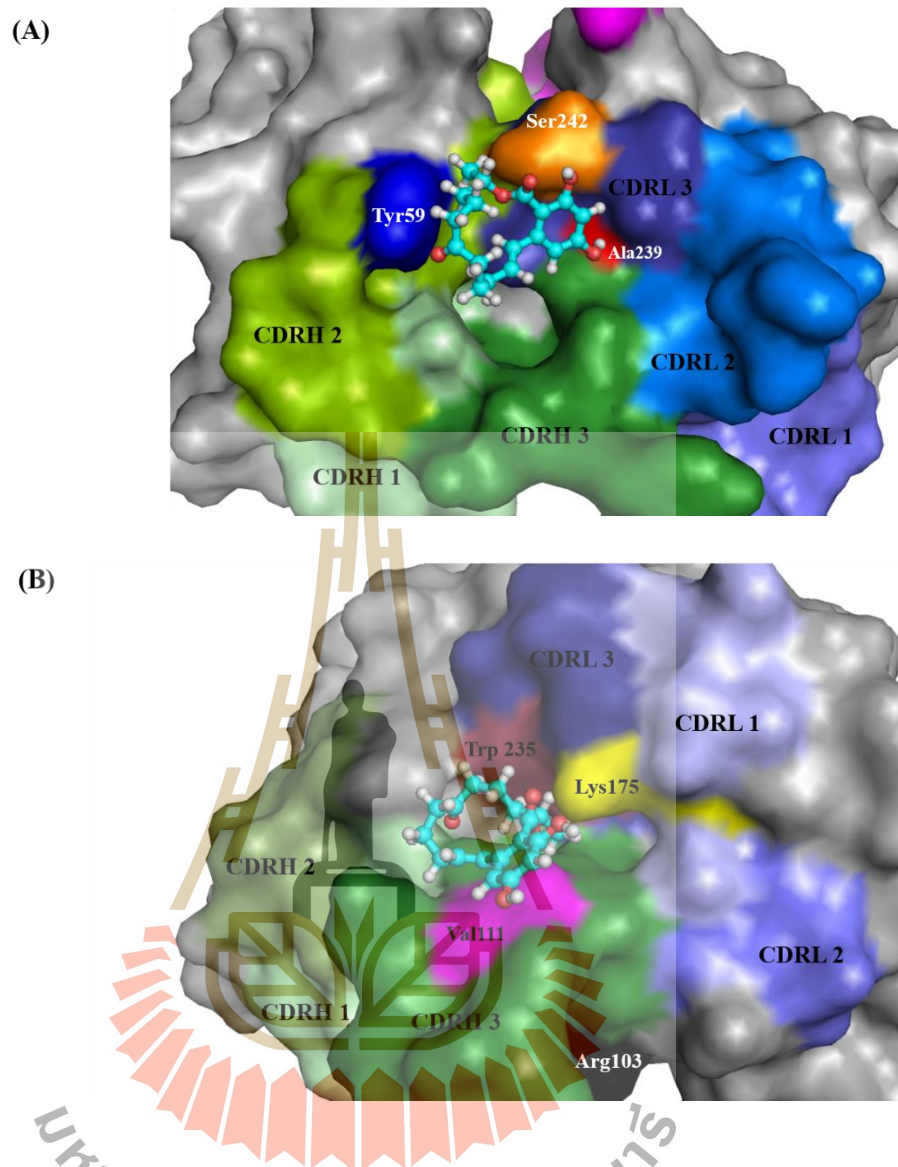 (A)
Ser242
CDRL 3
Tyr59
Ala239
CDRH 2
CDRL 2
CDRH 3
CDRL 1
CDRH 1
(B)
CDRL 3
CDRL 1
Trp 235
Lys175
CDRH 2
Val111
CDRL 2
CDRH 1
CDRH 3
Arg103